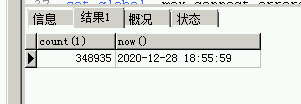 信息 结果1 概况 状态
count(1) now()
348935 2020-12-28 18:55:59